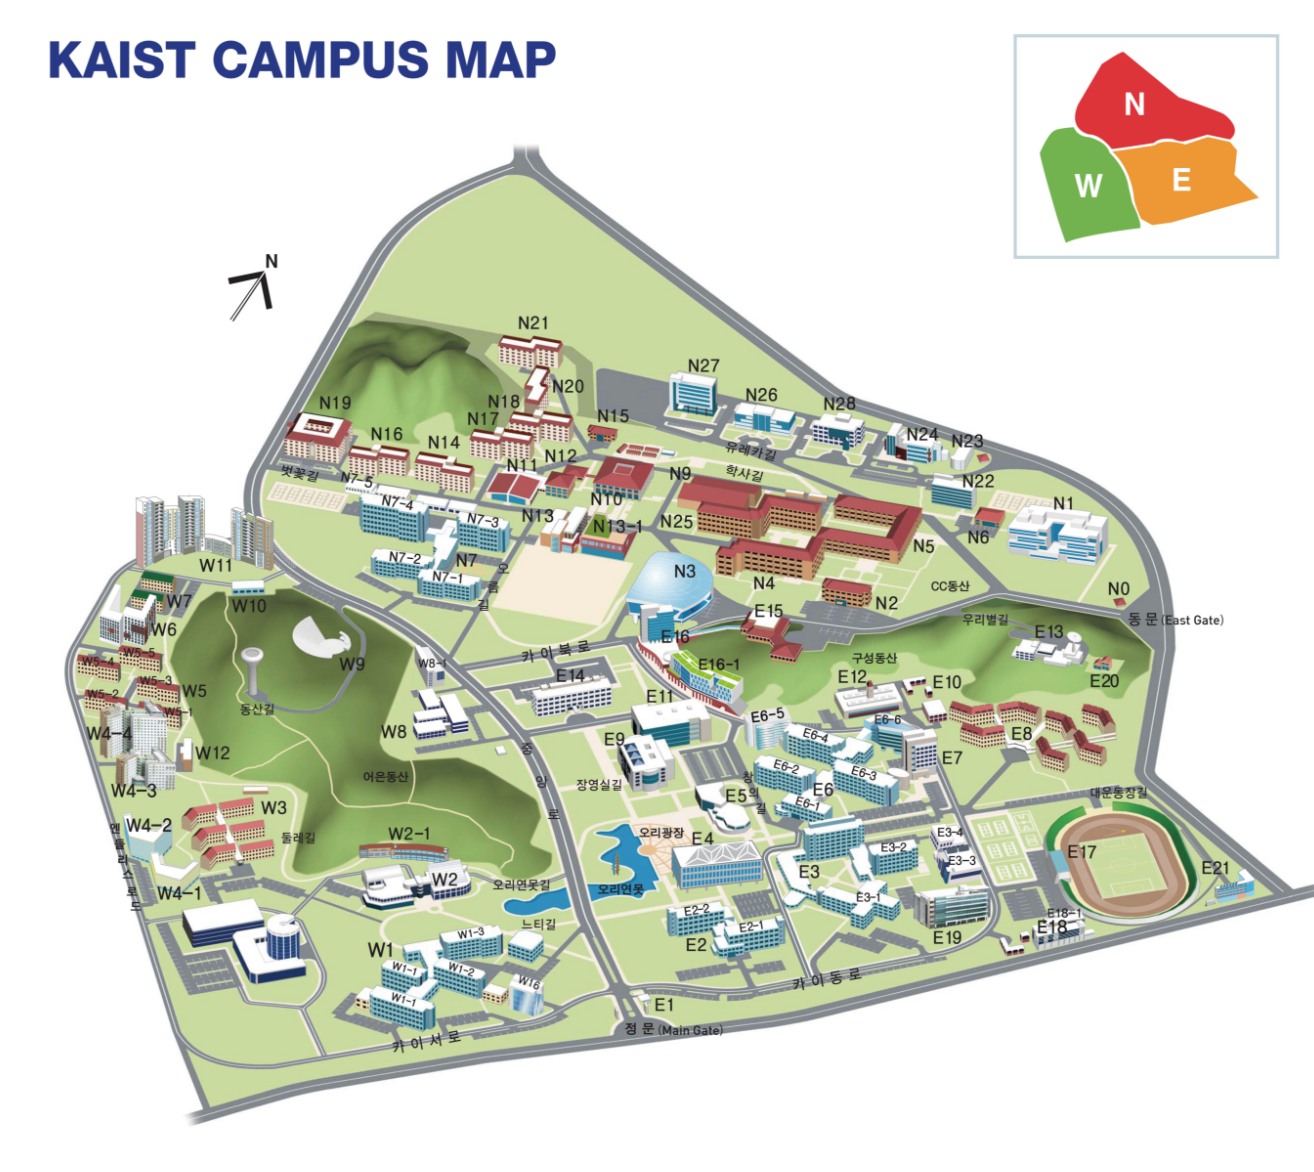 KAIST CAMPUS MAP
N
W
E
N
N21
N27
N20
N26
N28
N19
N18
N17
N15
N24
N23
N16
N14
유레카길
벚꽃길
N7-5
N11
N12
N9
학사길
N22
N10
N1
N7-4
N7-3
N13
N13-1
N25
N6
N5
W11
N7-2
N7
N7-1
오름길
N3
N4
N2
CC동산
N0
W10
W7
W6
E15
우리별길
동문(East Gate)
E16
E13
W5-5
W5-4
W9
W8-1
카이북로
E16-1
구성동산
E20
W5-3
W5
W5-2
W5-1
동산길
E14
E12
E10
W4-4
W8
E11
E6-5
E6-6
E8
W12
중앙로
E9
E6-4
E7
어은동산
장영실길
E6-2
E6-3
E6
W4-3
창의길
E5
E6-1
대운동장길
W3
W4-2
엔들리스로드
둘레길
W2-1
오리광장
E4
E3-4
E3-2
E3-3
E17
E21
W4-1
W2
오리연못길
오리연못
E3
E3-1
E2-2
E2-1
E2
느티길
E19
E18-1
E18
W1
W1-3
W1-1
W1-2
W16
W1-1
카이동로
E1
정문(Main Gate)
카이서로